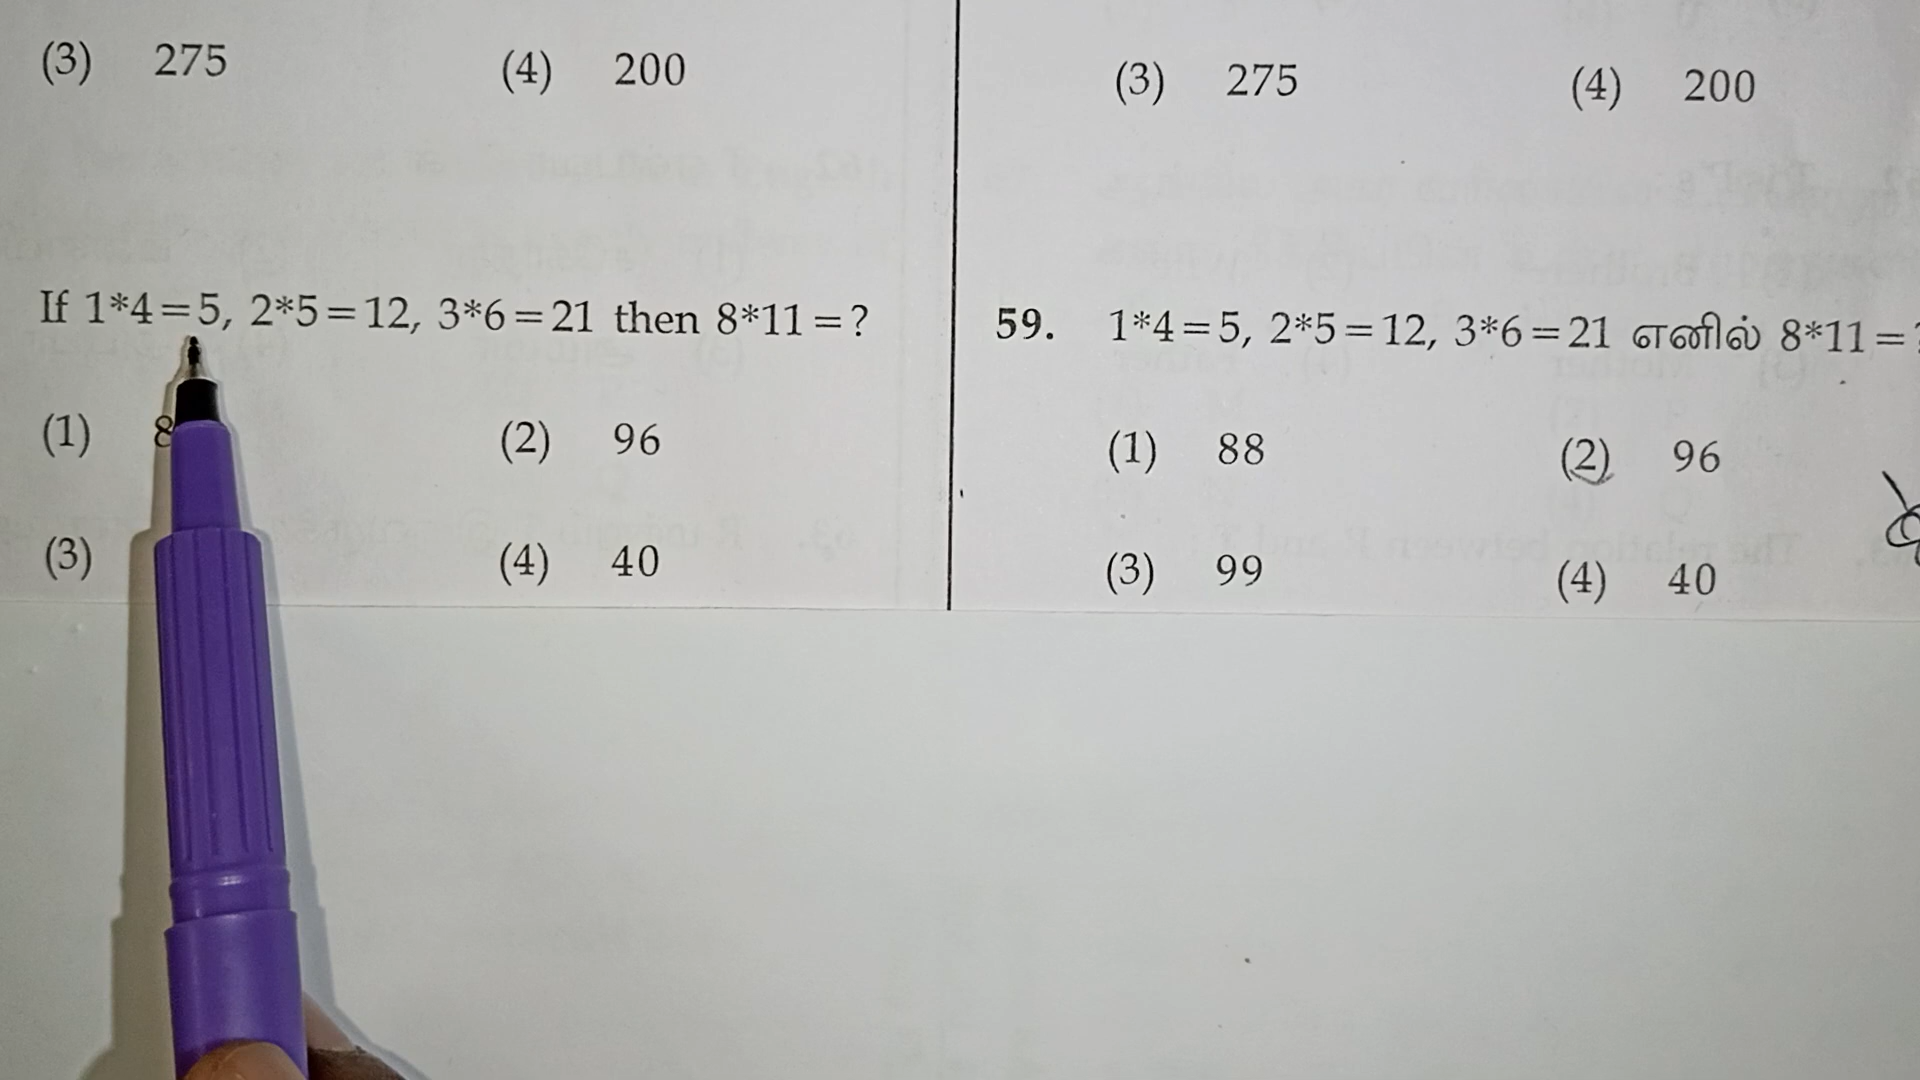 (3) 275 (4) 200
If 1*4=5, 2*5=12, 3*6=21 then 8*11=?
(1) 8 (2) 96
(3) (4) 40
(3) 275 (4) 200
59. 1*4=5, 2*5=12, 3*6=21 எனில் 8*11=?
(1) 88 (2) 96
(3) 99 (4) 40